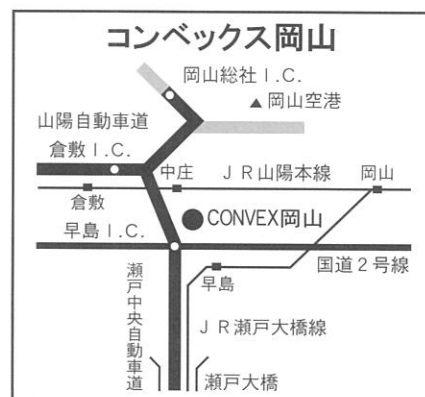 コンベックス岡山
岡山総社I.C.
▲岡山空港
山陽自動車道
倉敷I.C.
中庄
JR山陽本線
岡山
倉敷
CONVEX岡山
早島I.C.
国道2号線
早島
瀬戸中央自動車道
JR瀬戸大橋線
瀬戸大橋